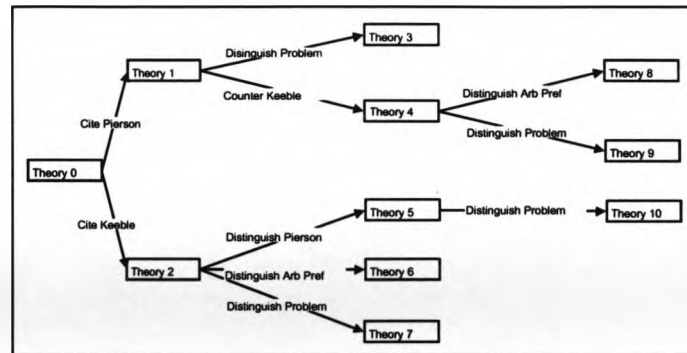 Theory 3
Disinguish Problem
Theory 1
Theory 8
Counter Keeble
Distinguish Arb Pref
Theory 4
Cite Pierson
Distinguish Problem
Theory 9
Theory 0
Theory 5
Distinguish Problem
Theory 10
Cite Keeble
Distinguish Pierson
Theory 2
Distinguish Arb Pref
Theory 6
Distinguish Problem
Theory 7